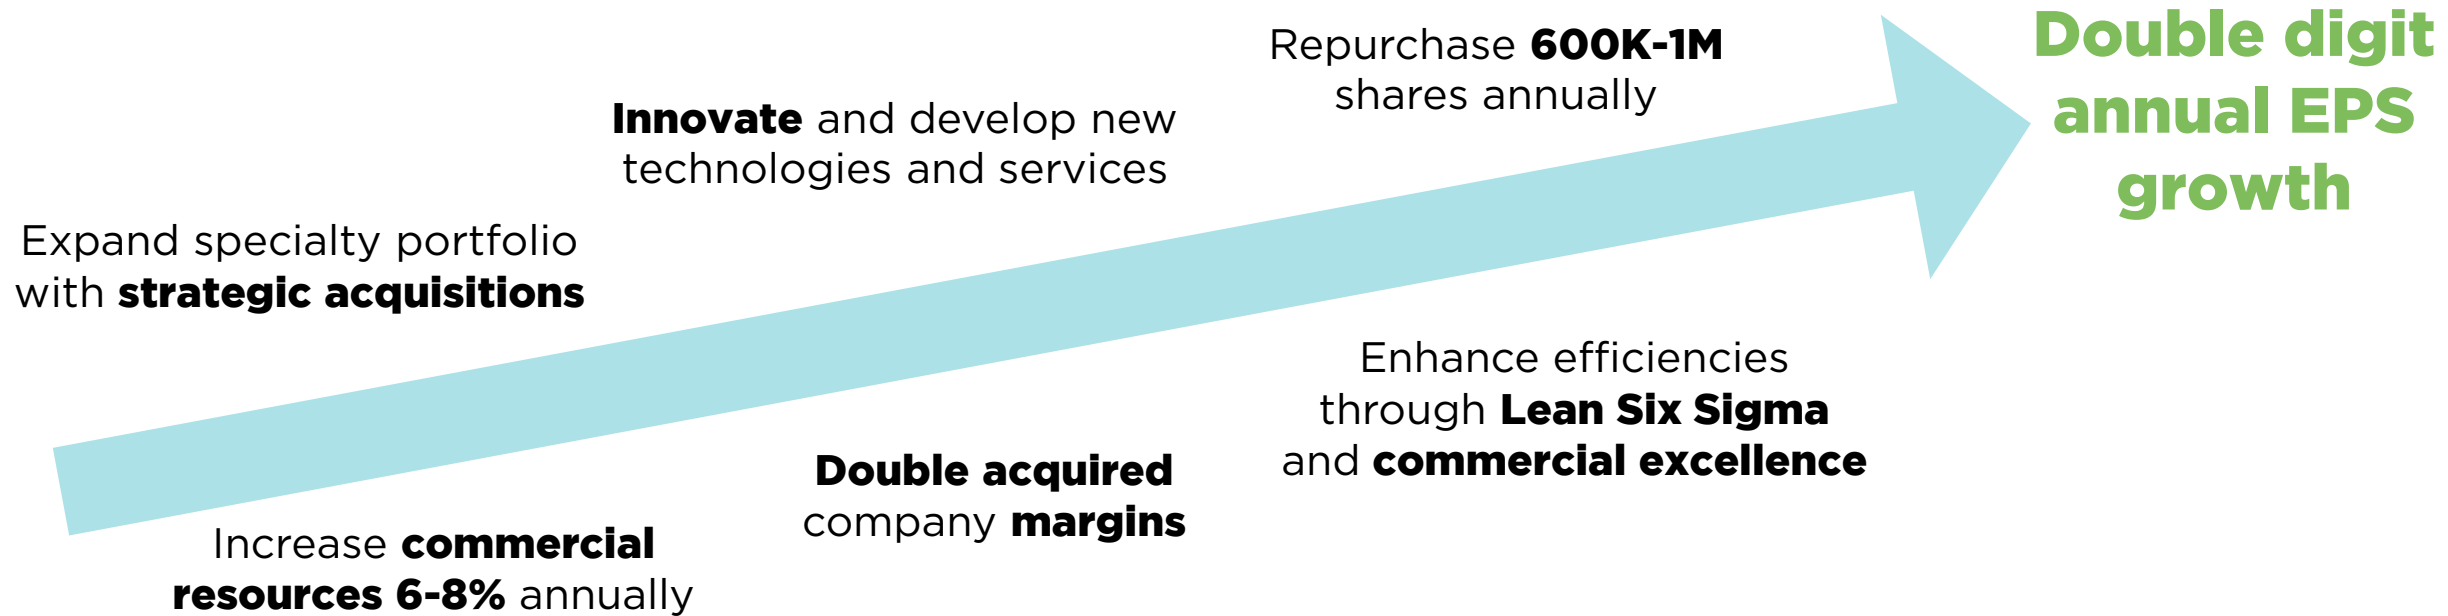 Expand specialty portfolio
with strategic acquisitions
Increase commercial
resources 6-8% annually
Innovate and develop new
technologies and services
Double acquired
company margins
Repurchase 600K-1M
shares annually
Enhance efficiencies
through Lean Six Sigma
and commercial excellence
Double digit
annual EPS
growth